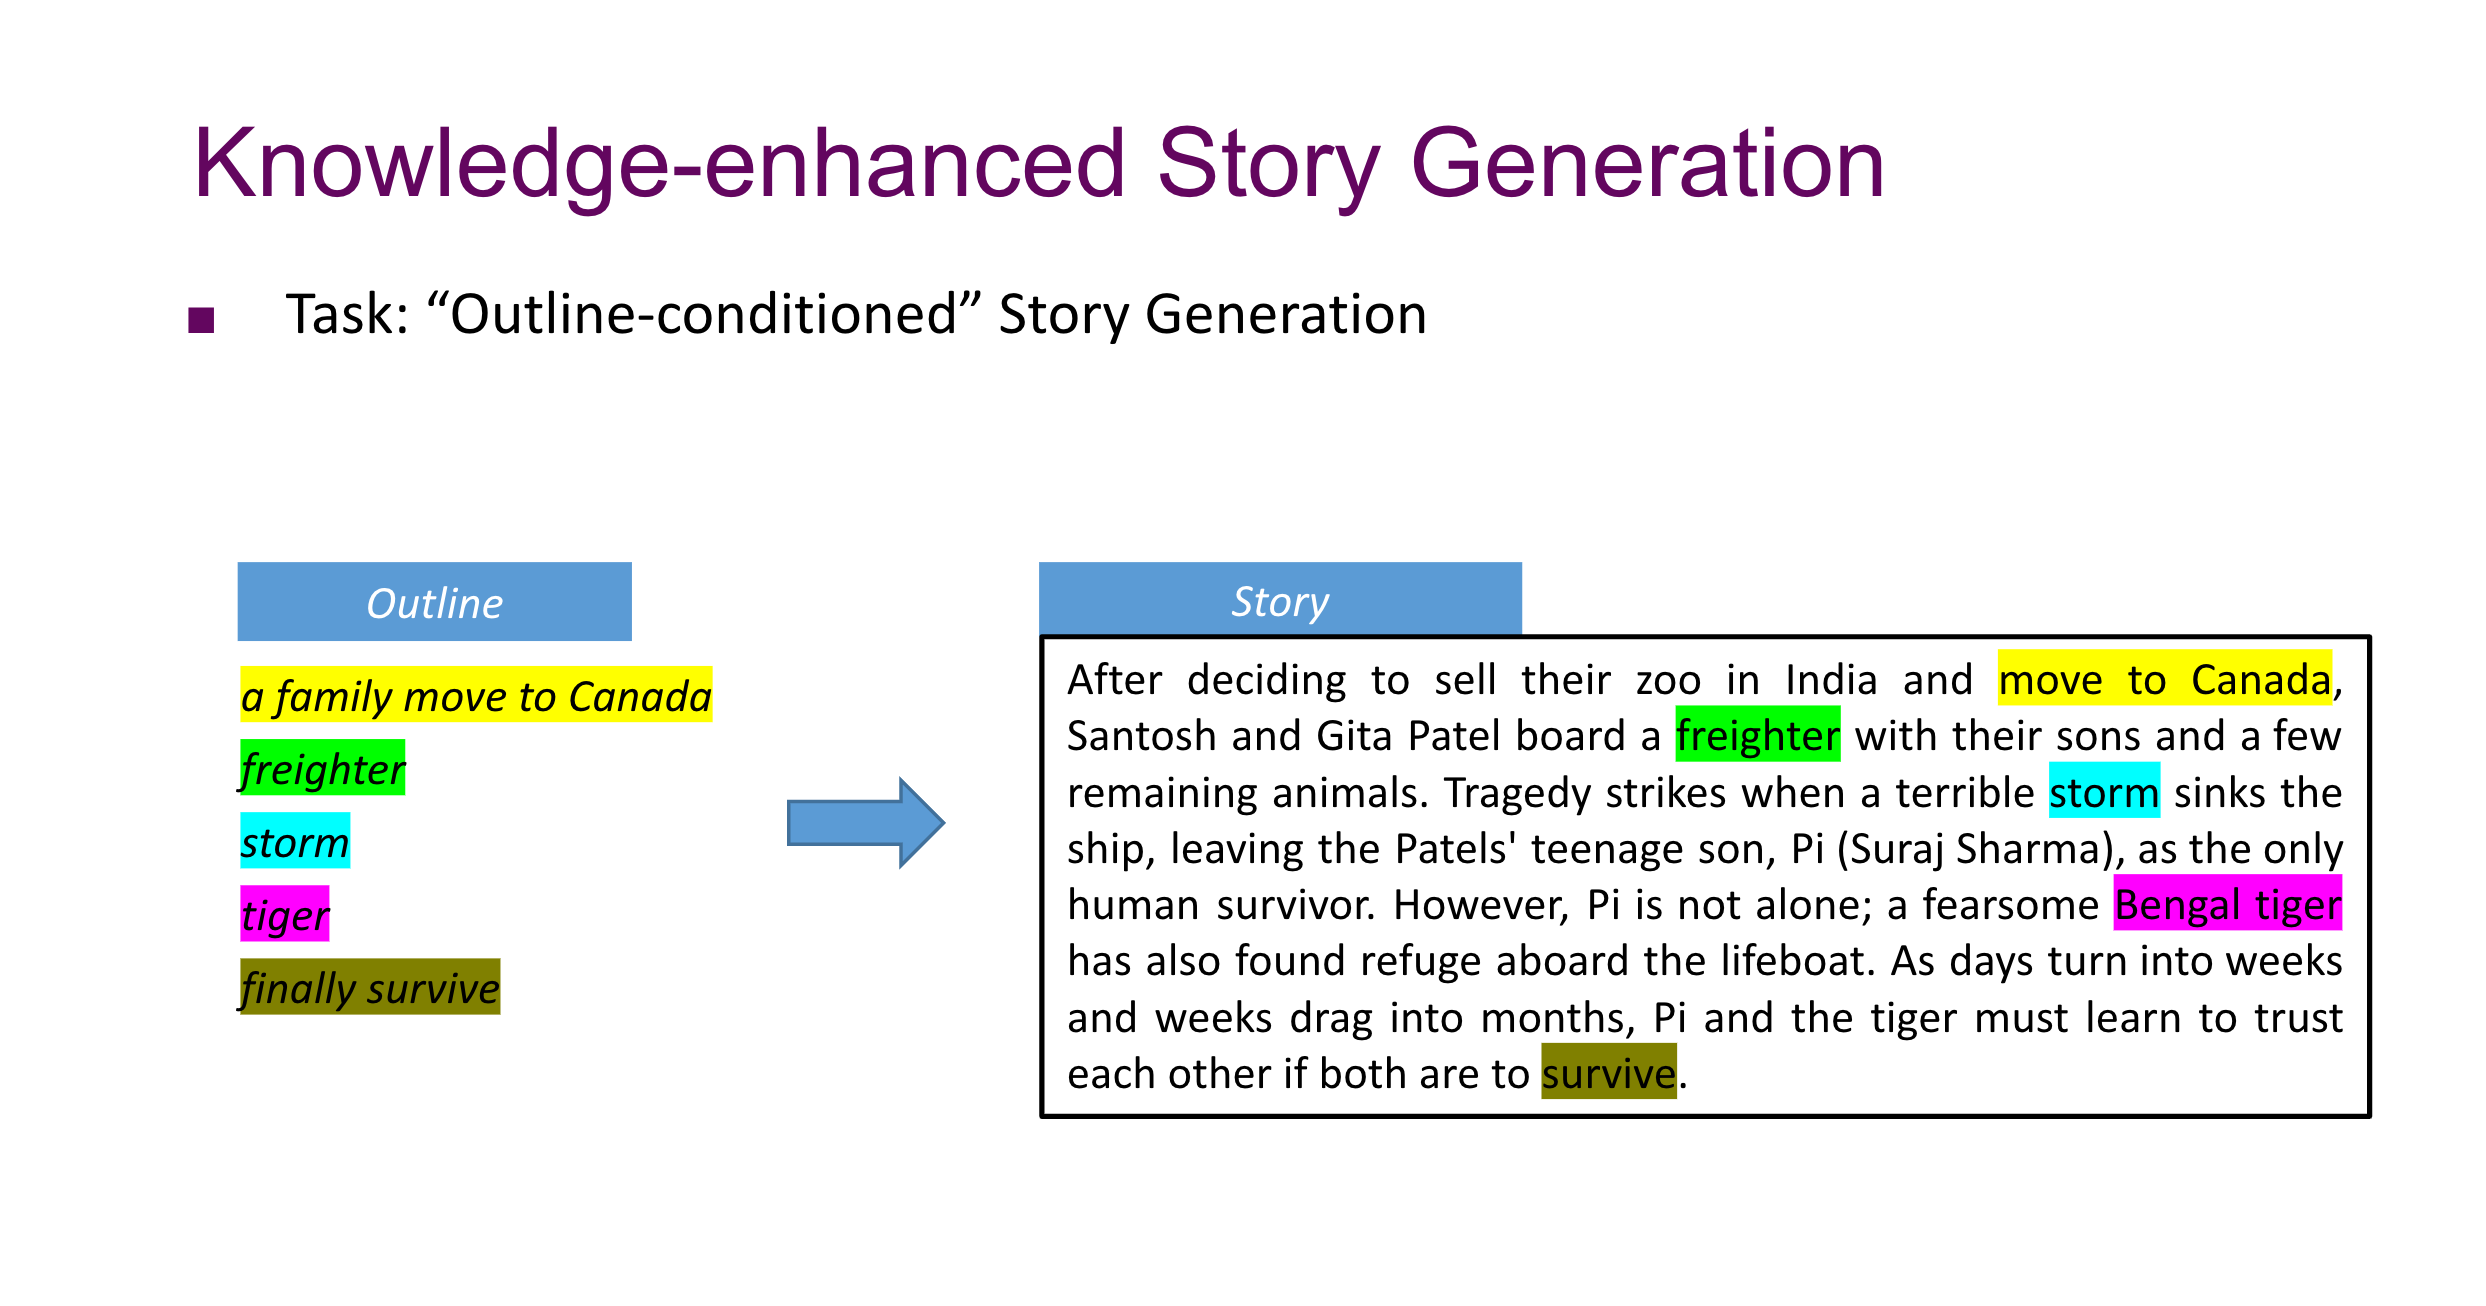 Knowledge-enhanced Story Generation
Task: “Outline-conditioned” Story Generation
Outline
a family move to Canada
freighter
storm
tiger
finally survive
Story
After deciding to sell their zoo in India and move to Canada,
Santosh and Gita Patel board a freighter with their sons and a few
remaining animals. Tragedy strikes when a terrible storm sinks the
ship, leaving the Patels' teenage son, Pi (Suraj Sharma), as the only
human survivor. However, Pi is not alone; a fearsome Bengal tiger
has also found refuge aboard the lifeboat. As days turn into weeks
and weeks drag into months, Pi and the tiger must learn to trust
each other if both are to survive.